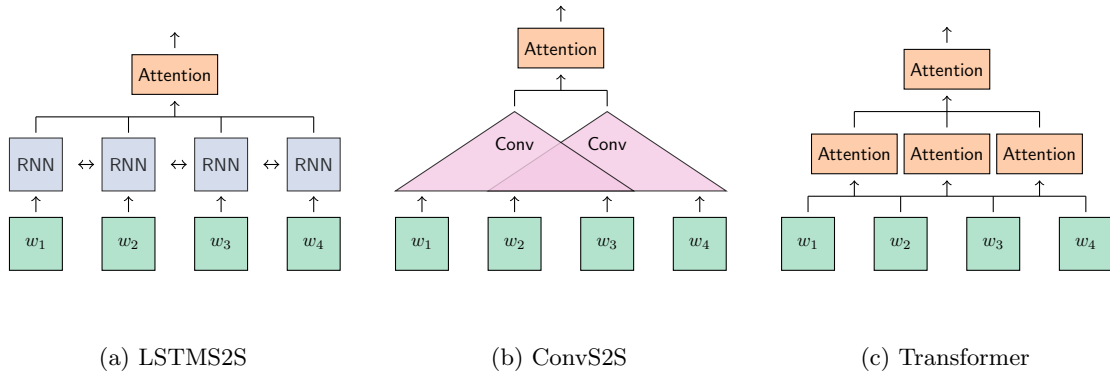 Attention
RNN ↔ RNN ↔ RNN ↔ RNN
w₁ w₂ w₃ w₄
(a) LSTMS2S
Attention
Conv Conv
w₁ w₂ w₃ w₄
(b) ConvS2S
Attention
Attention Attention Attention
w₁ w₂ w₃ w₄
(c) Transformer